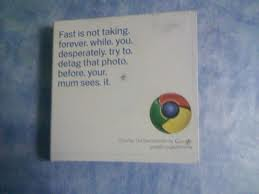 Fast is not taking.
forever. while. you.
desperately. try to.
detag that photo.
before. your.
mum sees. it.
by Google